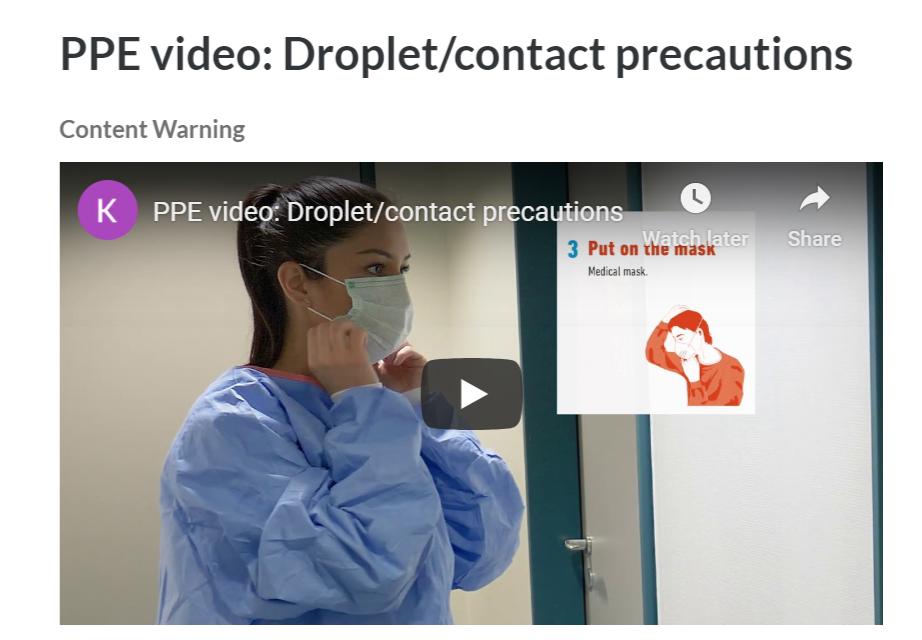 PPE video: Droplet/contact precautions
Content Warning
K
PPE video: Droplet/contact precautions
Watch later
Share
3 Put on the mask
Medical mask.